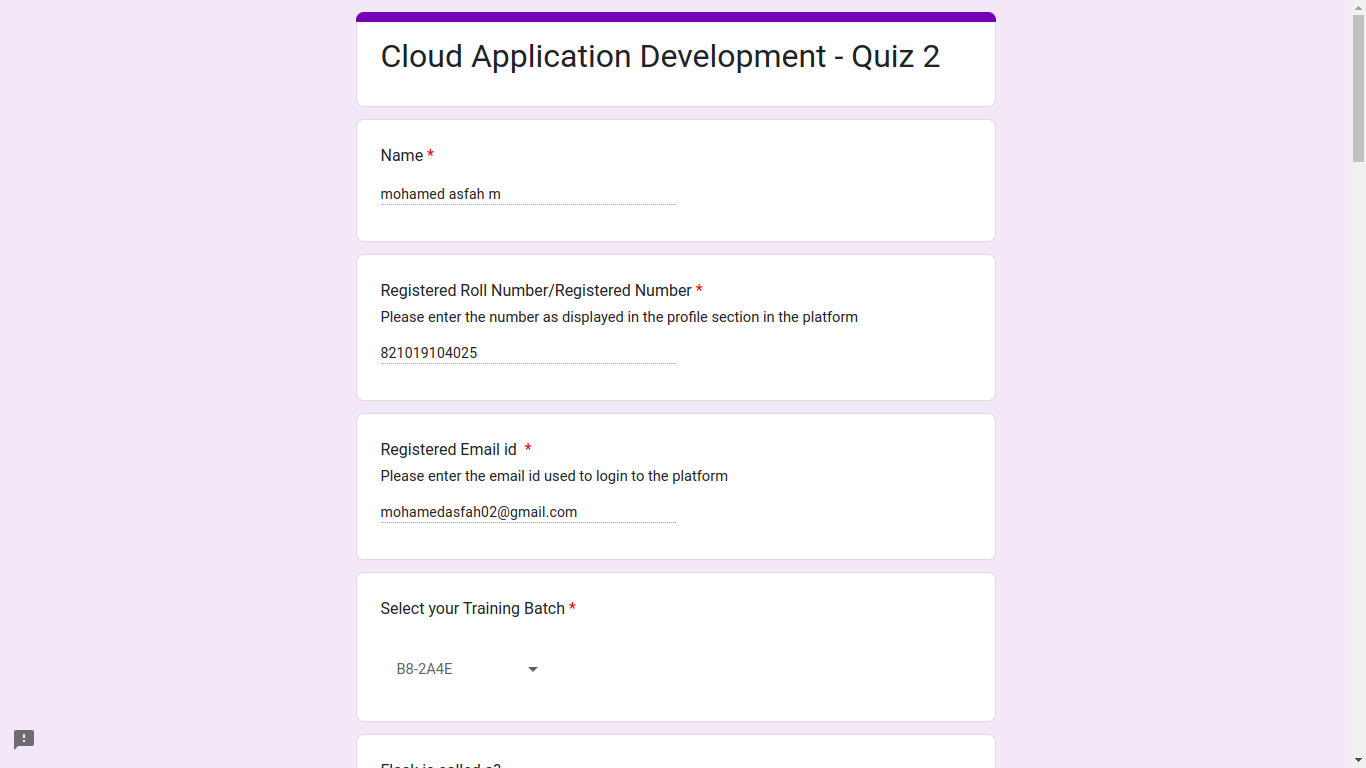 Cloud Application Development - Quiz 2
Name *
mohamed asfah m
Registered Roll Number/Registered Number *
Please enter the number as displayed in the profile section in the platform
821019104025
Registered Email id *
Please enter the email id used to login to the platform
mohamedasfah02@gmail.com
Select your Training Batch *
B8-2A4E